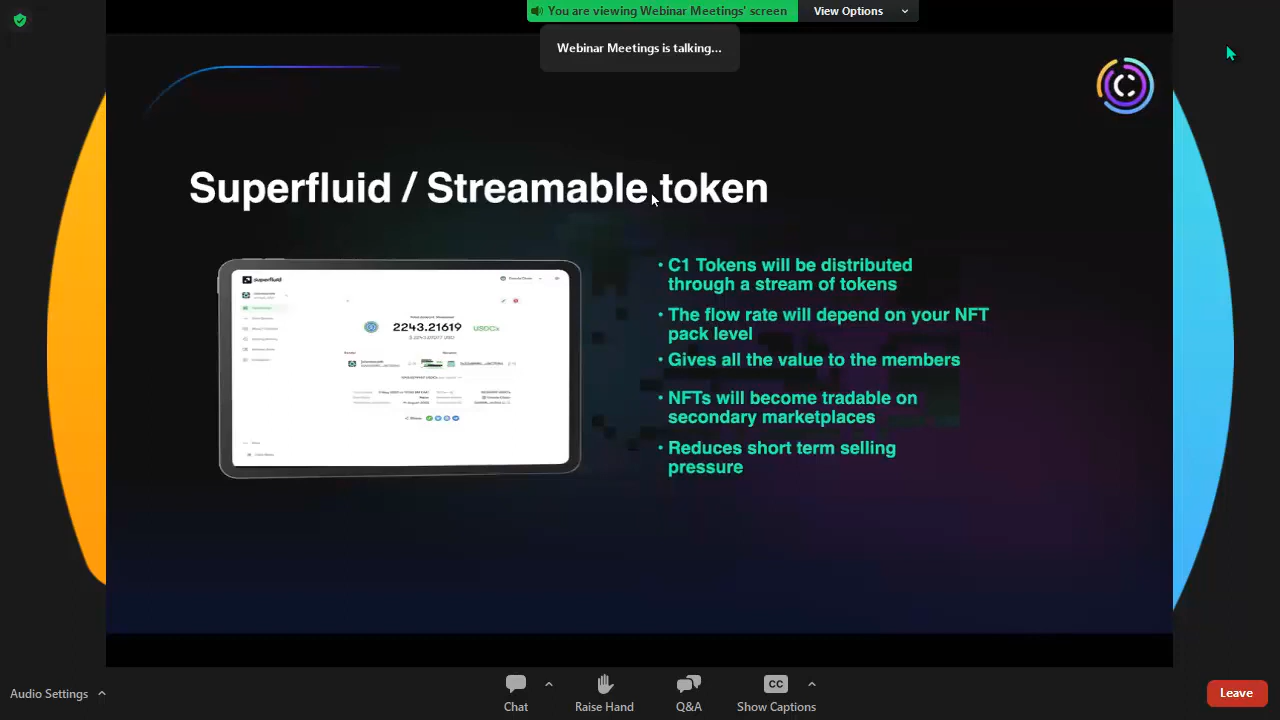 You are viewing Webinar Meetings' screen
View Options
Webinar Meetings is talking...
Superfluid / Streamable token
superfluid
2243.21619
USDCx
• C1 Tokens will be distributed
through a stream of tokens
• The flow rate will depend on your NFT
pool level
• Gives all the value to the NFT holders
• NFTs will become tradable on
secondary marketplaces
• Reduces short term selling
pressure
Audio Settings
Chat
Raise Hand
Q&A
CC
Show Captions
Leave